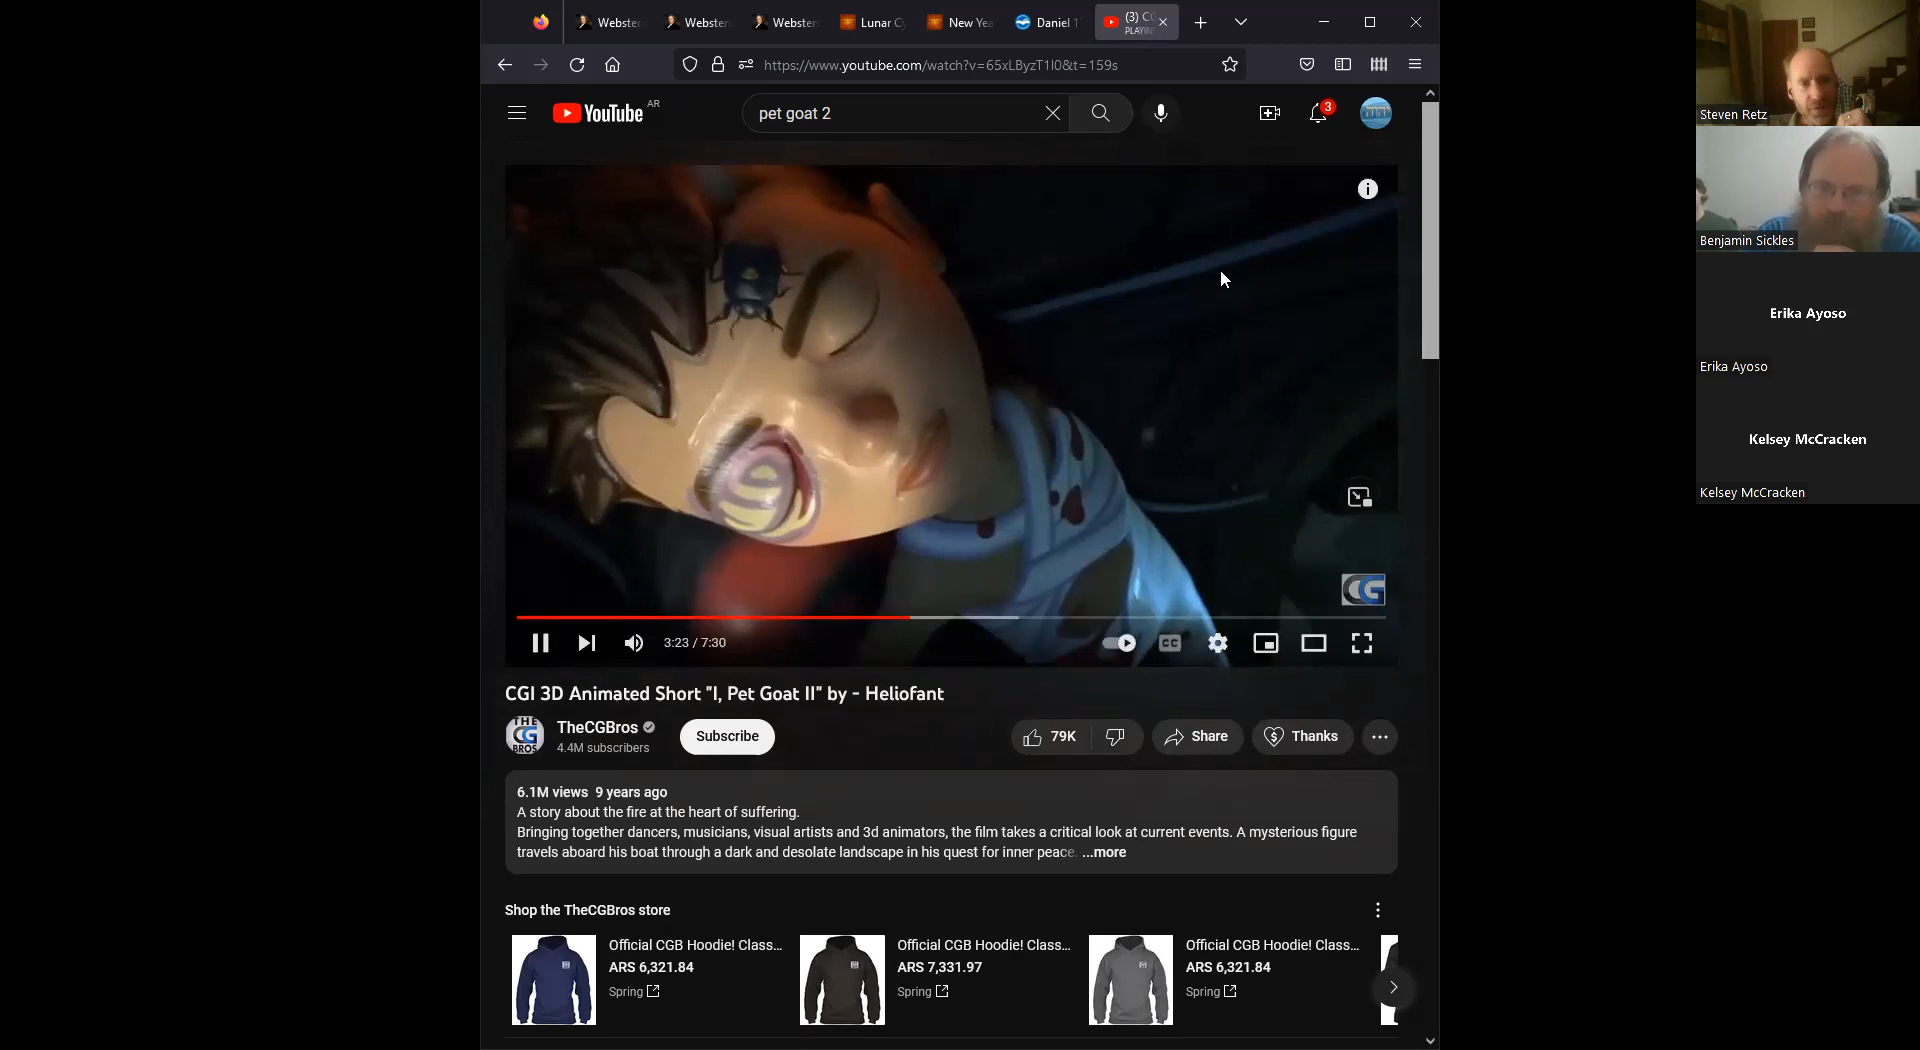 Webster
Webster
Webster
Lunar Cy
New Yea
Daniel 1
(3) CG
PLAYIN
https://www.youtube.com/watch?v=65xLByzT1I0&t=159s
YouTube AR
pet goat 2
3
CG
3:23 / 7:30
CC
CGI 3D Animated Short "I, Pet Goat II" by - Heliofant
THE CG BROS
TheCGBros
4.4M subscribers
Subscribe
79K
Share
Thanks
6.1M views 9 years ago
A story about the fire at the heart of suffering.
Bringing together dancers, musicians, visual artists and 3d animators, the film takes a critical look at current events. A mysterious figure
travels aboard his boat through a dark and desolate landscape in his quest for inner peace. ...more
Shop the TheCGBros store
Official CGB Hoodie! Class...
ARS 6,321.84
Spring
Official CGB Hoodie! Class...
ARS 7,331.97
Spring
Official CGB Hoodie! Class...
ARS 6,321.84
Spring
Steven Retz
Benjamin Sickles
Erika Ayoso
Erika Ayoso
Kelsey McCracken
Kelsey McCracken